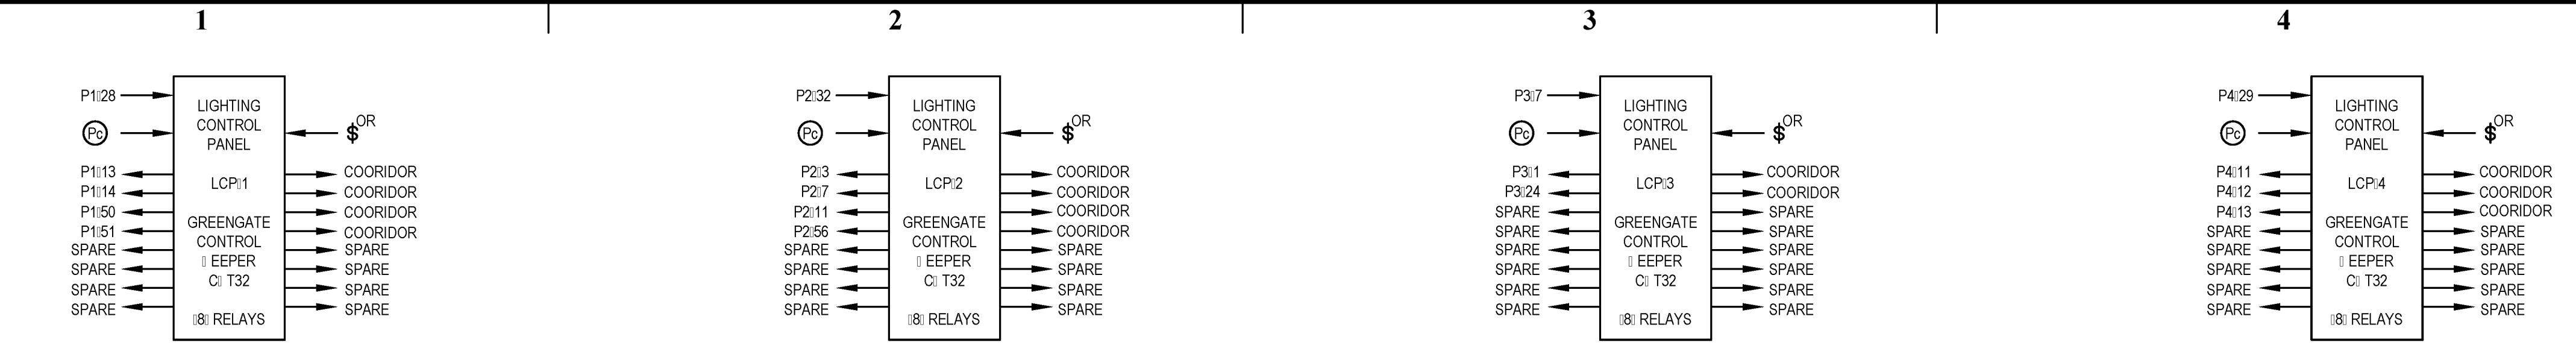 1
2
3
4
P1▯28
Pc
P1▯13
P1▯14
P1▯50
P1▯51
SPARE
SPARE
SPARE
SPARE
LIGHTING
CONTROL
PANEL
LCP▯1
GREENGATE
CONTROL
▯EEPER
C▯T32
▯8▯ RELAYS
$ OR
COORIDOR
COORIDOR
COORIDOR
COORIDOR
SPARE
SPARE
SPARE
SPARE
P2▯32
Pc
P2▯3
P2▯7
P2▯11
P2▯56
SPARE
SPARE
SPARE
SPARE
LIGHTING
CONTROL
PANEL
LCP▯2
GREENGATE
CONTROL
▯EEPER
C▯T32
▯8▯ RELAYS
$ OR
COORIDOR
COORIDOR
COORIDOR
COORIDOR
SPARE
SPARE
SPARE
SPARE
P3▯7
Pc
P3▯1
P3▯24
SPARE
SPARE
SPARE
SPARE
SPARE
SPARE
LIGHTING
CONTROL
PANEL
LCP▯3
GREENGATE
CONTROL
▯EEPER
C▯T32
▯8▯ RELAYS
$ OR
COORIDOR
COORIDOR
SPARE
SPARE
SPARE
SPARE
SPARE
SPARE
P4▯29
Pc
P4▯11
P4▯12
P4▯13
SPARE
SPARE
SPARE
SPARE
SPARE
LIGHTING
CONTROL
PANEL
LCP▯4
GREENGATE
CONTROL
▯EEPER
C▯T32
▯8▯ RELAYS
$ OR
COORIDOR
COORIDOR
COORIDOR
SPARE
SPARE
SPARE
SPARE
SPARE